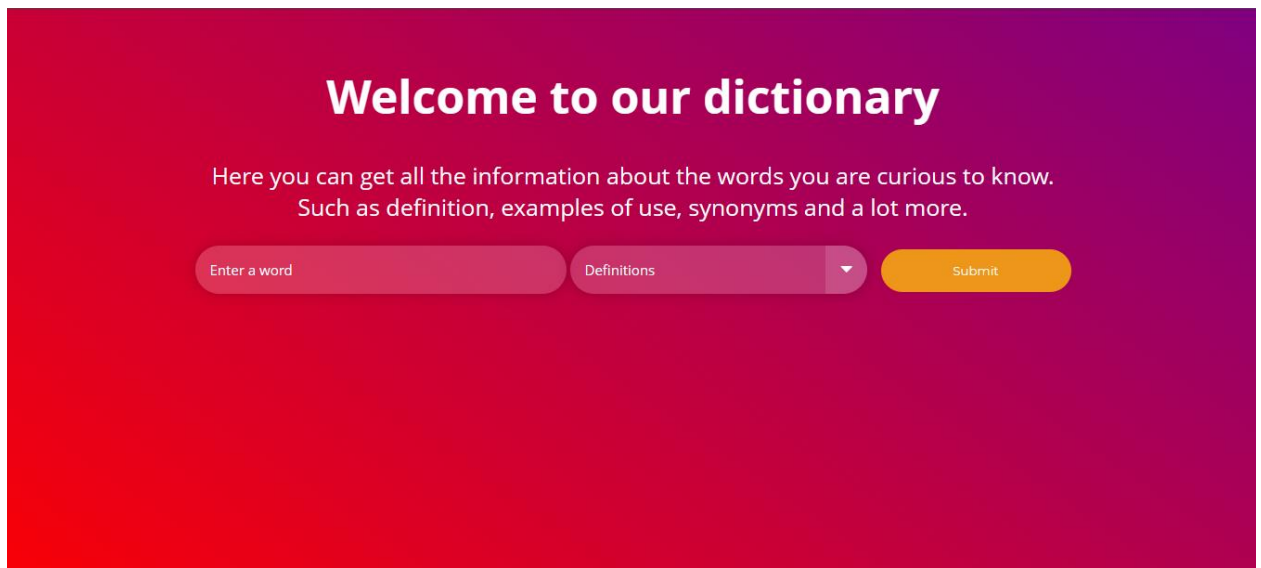 Welcome to our dictionary
Here you can get all the information about the words you are curious to know.
Such as definition, examples of use, synonyms and a lot more.
Enter a word
Definitions
Submit